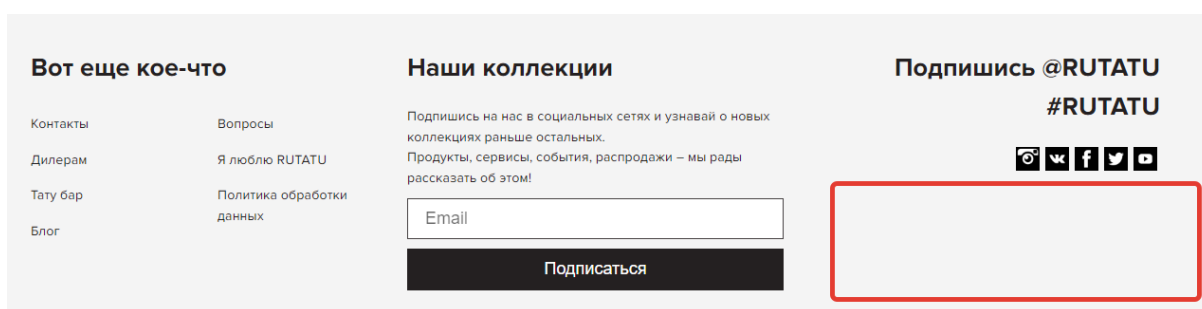 Вот еще кое-что
Контакты
Дилерам
Тату бар
Блог
Вопросы
Я люблю RUTATU
Политика обработки
данных
Наши коллекции
Подпишись на нас в социальных сетях и узнавай о новых
коллекциях раньше остальных.
Продукты, сервисы, события, распродажи – мы рады
рассказать об этом!
Email
Подписаться
Подпишись @RUTATU
#RUTATU